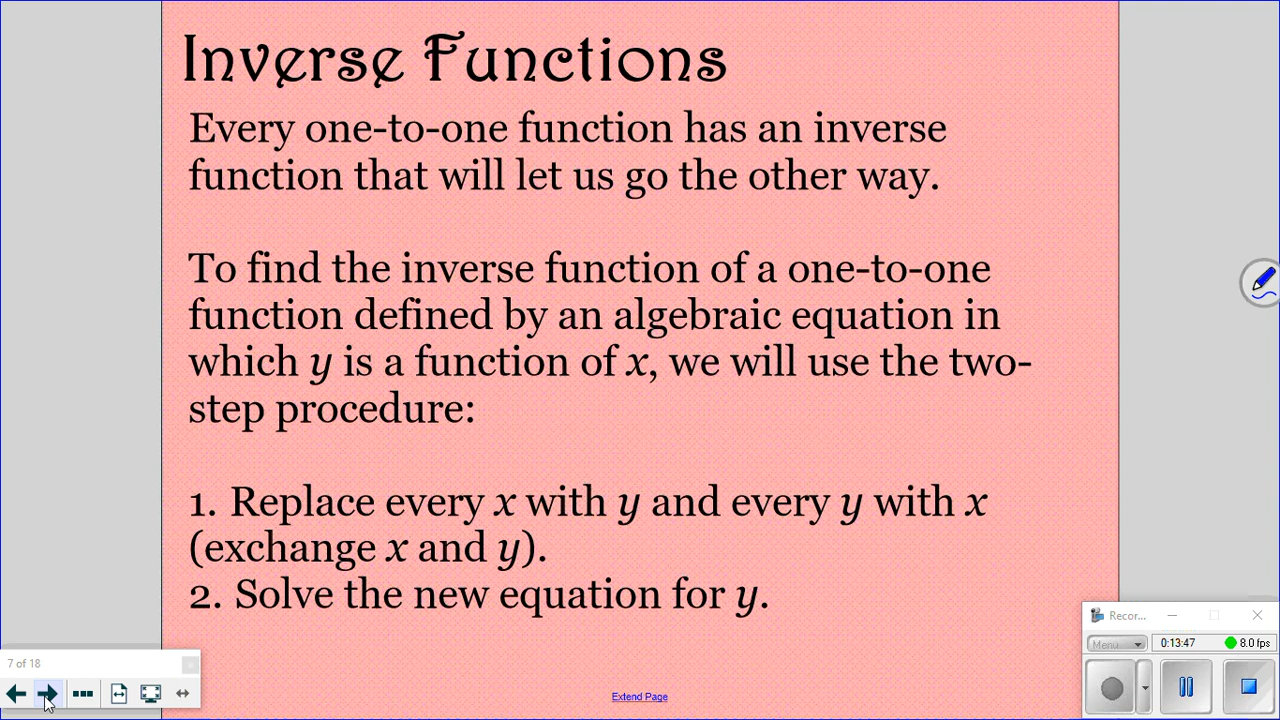 Inverse Functions
Every one-to-one function has an inverse
function that will let us go the other way.
To find the inverse function of a one-to-one
function defined by an algebraic equation in
which y is a function of x, we will use the two-
step procedure:
1. Replace every x with y and every y with x
(exchange x and y).
2. Solve the new equation for y.
Recor...
Menu
0:13:47
8.0 fps
7 of 18
Extend Page